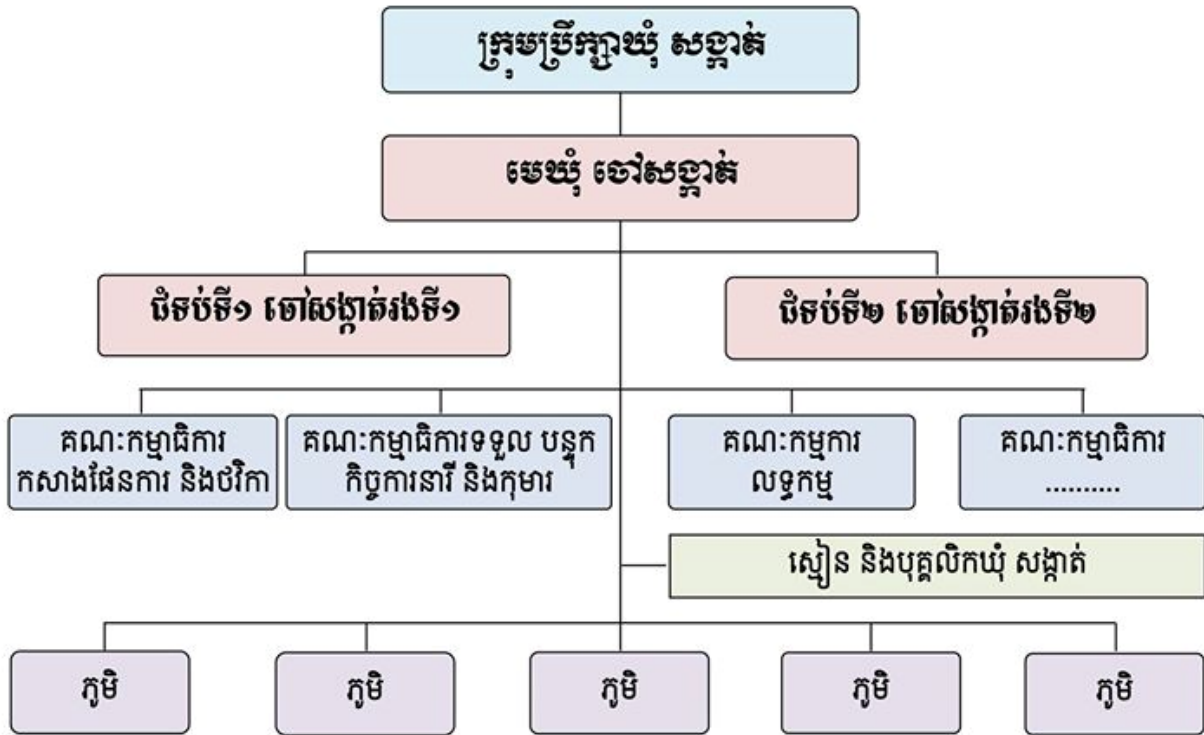 ក្រុមប្រឹក្សាឃុំ សង្កាត់
មេឃុំ ចៅសង្កាត់
ជំទប់ទី១ ចៅសង្កាត់រងទី១
ជំទប់ទី២ ចៅសង្កាត់រងទី២
គណៈកម្មាធិការ
កសាងផែនការ និងថវិកា
គណៈកម្មាធិការទទួល បន្ទុក
កិច្ចការនារី និងកុមារ
គណៈកម្មការ
លទ្ធកម្ម
គណៈកម្មាធិការ
..........
ស្មៀន និងបុគ្គលិកឃុំ សង្កាត់
ភូមិ
ភូមិ
ភូមិ
ភូមិ
ភូមិ